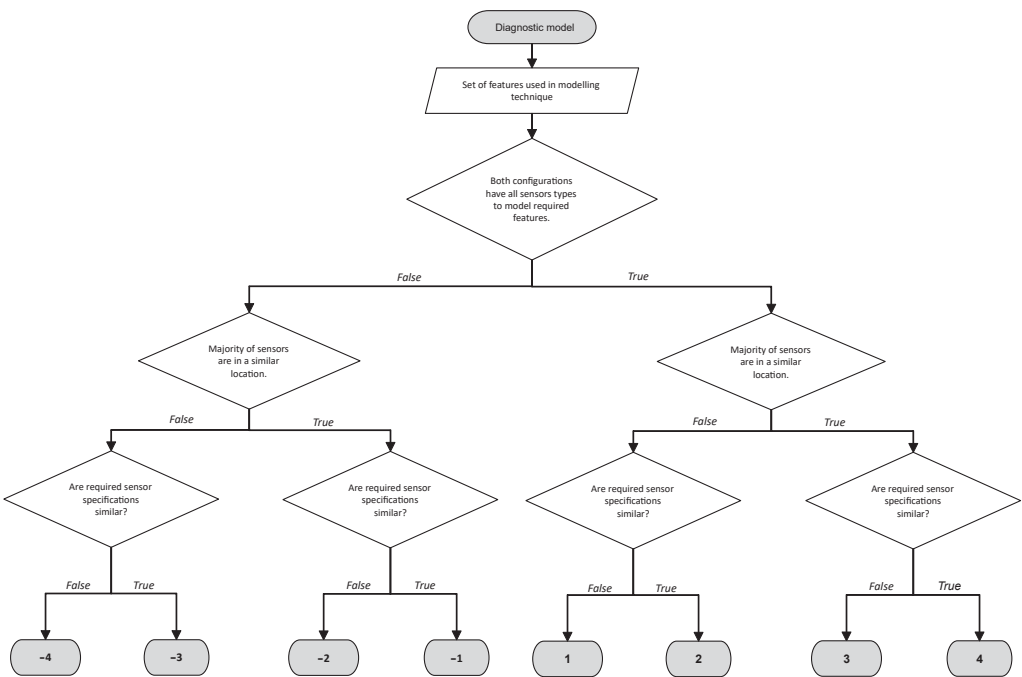 Diagnostic model
Set of features used in modelling
technique
Both configurations
have all sensors types
to model required
features.
False
True
Majority of sensors
are in a similar
location.
Majority of sensors
are in a similar
location.
False
True
False
True
Are required sensor
specifications
similar?
Are required sensor
specifications
similar?
Are required sensor
specifications
similar?
Are required sensor
specifications
similar?
False
True
False
True
False
True
False
True
−4
−3
−2
−1
1
2
3
4